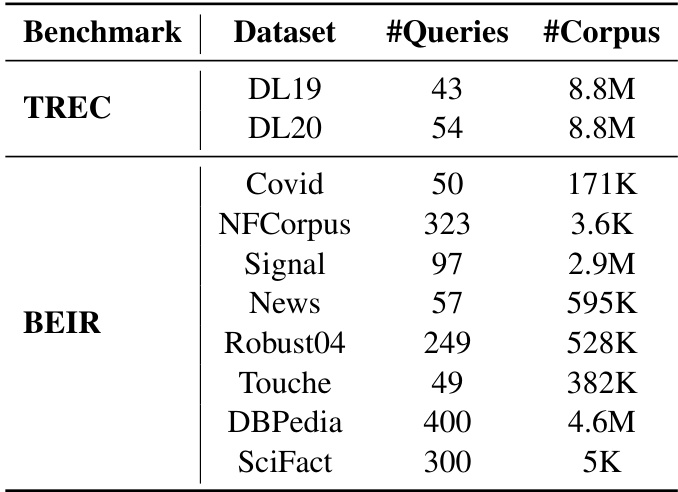 Benchmark Dataset #Queries #Corpus
TREC
DL19 43 8.8M
DL20 54 8.8M
BEIR
Covid 50 171K
NFCorpus 323 3.6K
Signal 97 2.9M
News 57 595K
Robust04 249 528K
Touche 49 382K
DBPedia 400 4.6M
SciFact 300 5K